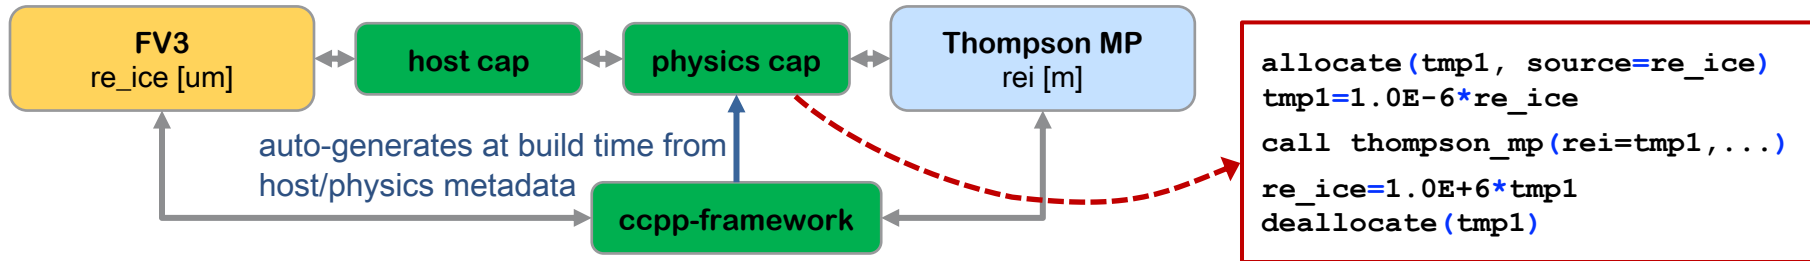 FV3
re_ice [um]
host cap
physics cap
Thompson MP
rei [m]
auto-generates at build time from
host/physics metadata
ccpp-framework
allocate(tmp1, source=re_ice)
tmp1=1.0E-6*re_ice
call thompson_mp(rei=tmp1,...)
re_ice=1.0E+6*tmp1
deallocate(tmp1)